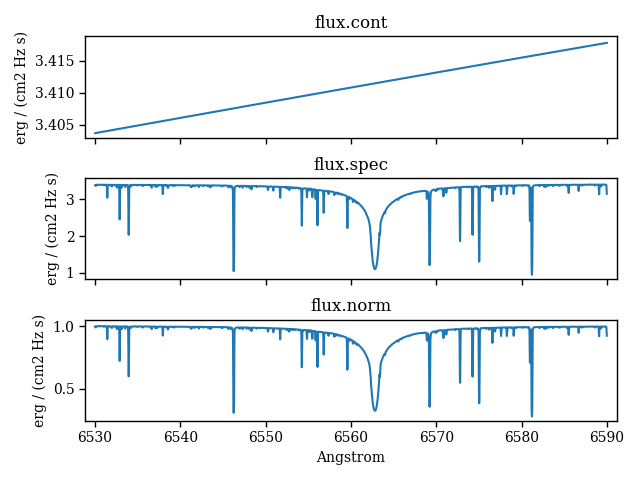 flux.cont
erg / (cm2 Hz s)
3.415
3.410
3.405
flux.spec
erg / (cm2 Hz s)
3
2
1
flux.norm
erg / (cm2 Hz s)
1.0
0.5
6530 6540 6550 6560 6570 6580 6590
Angstrom